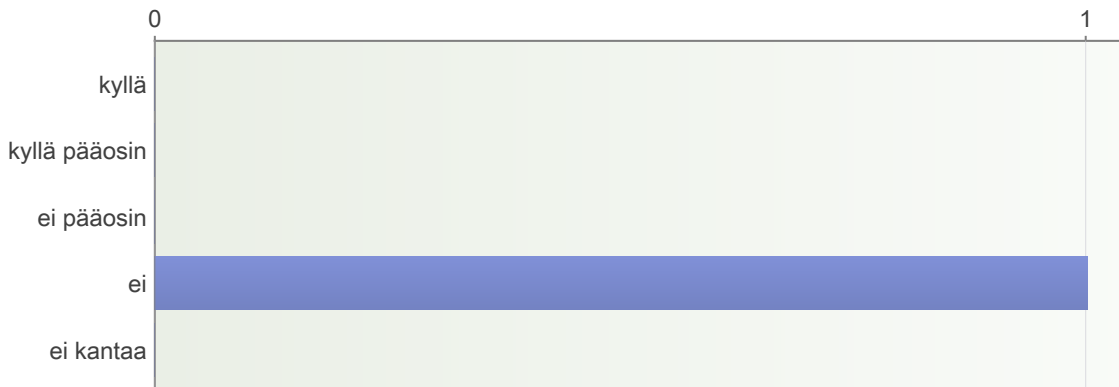 0 1
kyllä
kyllä pääosin
ei pääosin
ei
ei kantaa